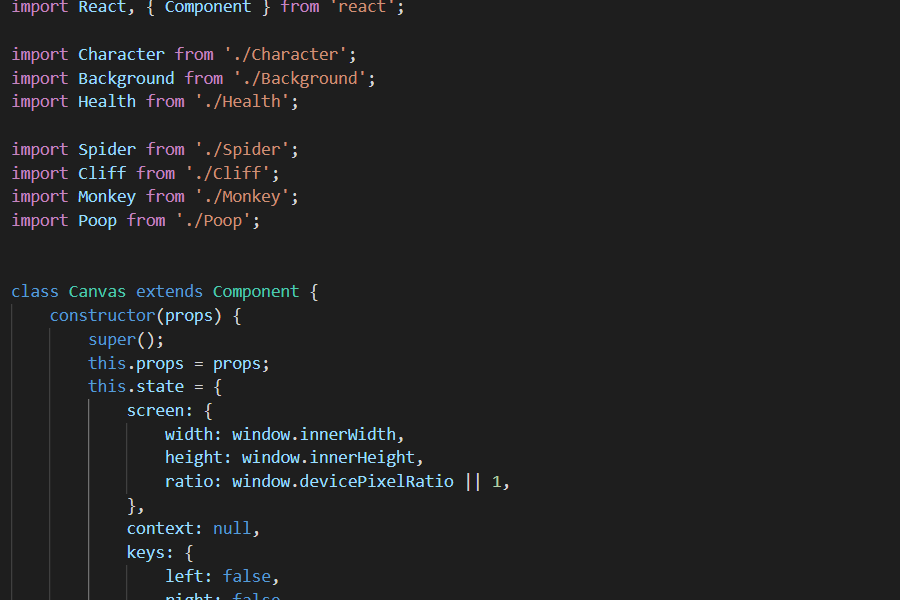 import React, { Component } from 'react';
import Character from './Character';
import Background from './Background';
import Health from './Health';
import Spider from './Spider';
import Cliff from './Cliff';
import Monkey from './Monkey';
import Poop from './Poop';
class Canvas extends Component {
constructor(props) {
super();
this.props = props;
this.state = {
screen: {
width: window.innerWidth,
height: window.innerHeight,
ratio: window.devicePixelRatio || 1,
},
context: null,
keys: {
left: false,
right: false